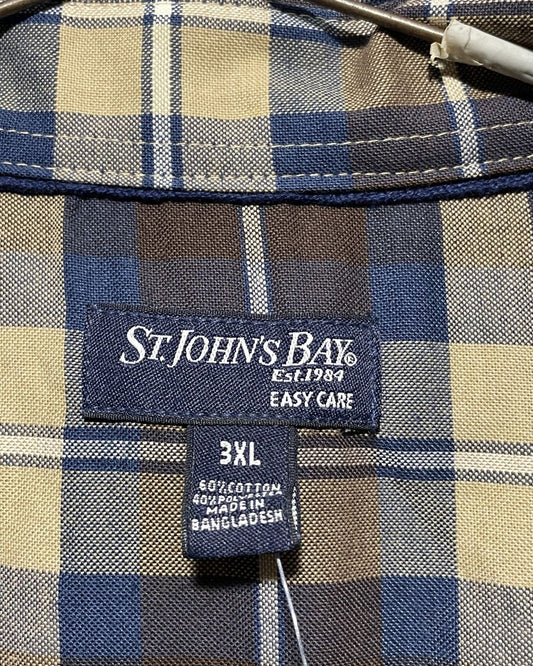 ST. JOHN'S BAY®
Est. 1984
EASY CARE
3XL
60% COTTON
40% POLYESTER
MADE IN
BANGLADESH